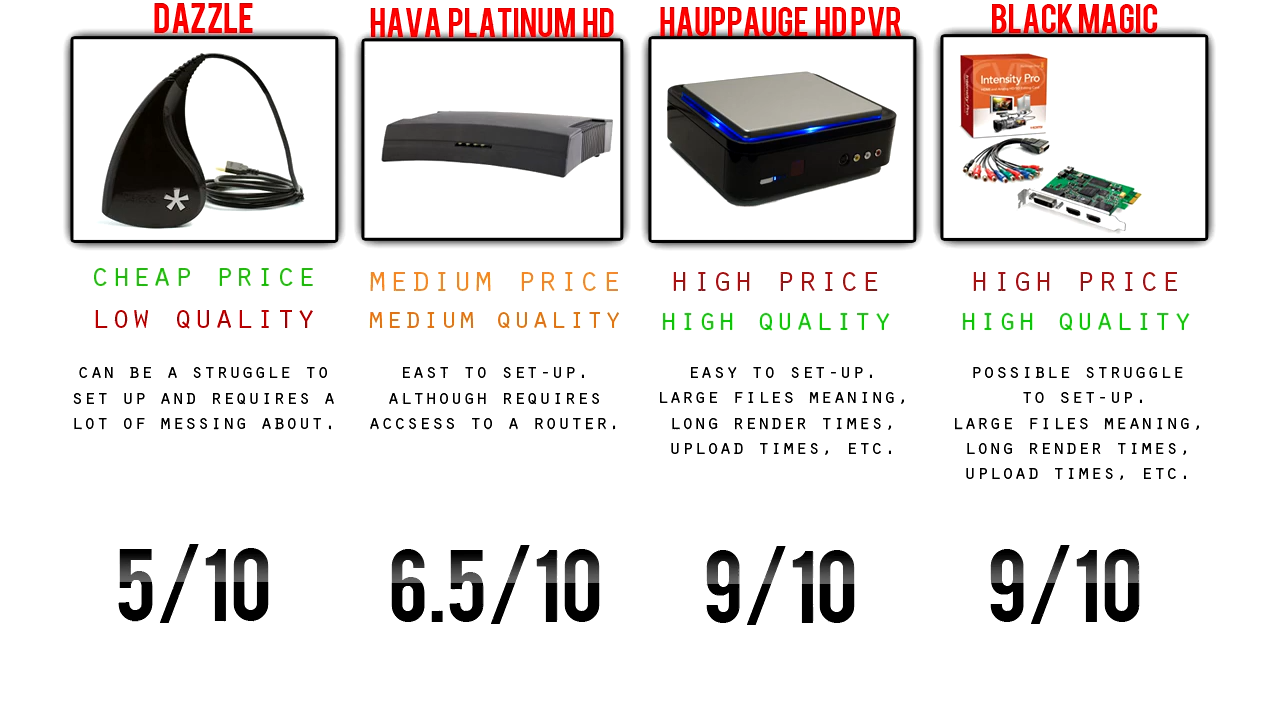 DAZZLE
CHEAP PRICE
LOW QUALITY
CAN BE A STRUGGLE TO
SET UP AND REQUIRES A
LOT OF MESSING ABOUT.
5/10
HAVA PLATINUM HD
MEDIUM PRICE
MEDIUM QUALITY
EAST TO SET-UP.
ALTHOUGH REQUIRES
ACCSESS TO A ROUTER.
6.5/10
HAUPPAUGE HD PVR
HIGH PRICE
HIGH QUALITY
EASY TO SET-UP.
LARGE FILES MEANING,
LONG RENDER TIMES,
UPLOAD TIMES, ETC.
9/10
BLACK MAGIC
Intensity Pro
HIGH PRICE
HIGH QUALITY
POSSIBLE STRUGGLE
TO SET-UP.
LARGE FILES MEANING,
LONG RENDER TIMES,
UPLOAD TIMES, ETC.
9/10